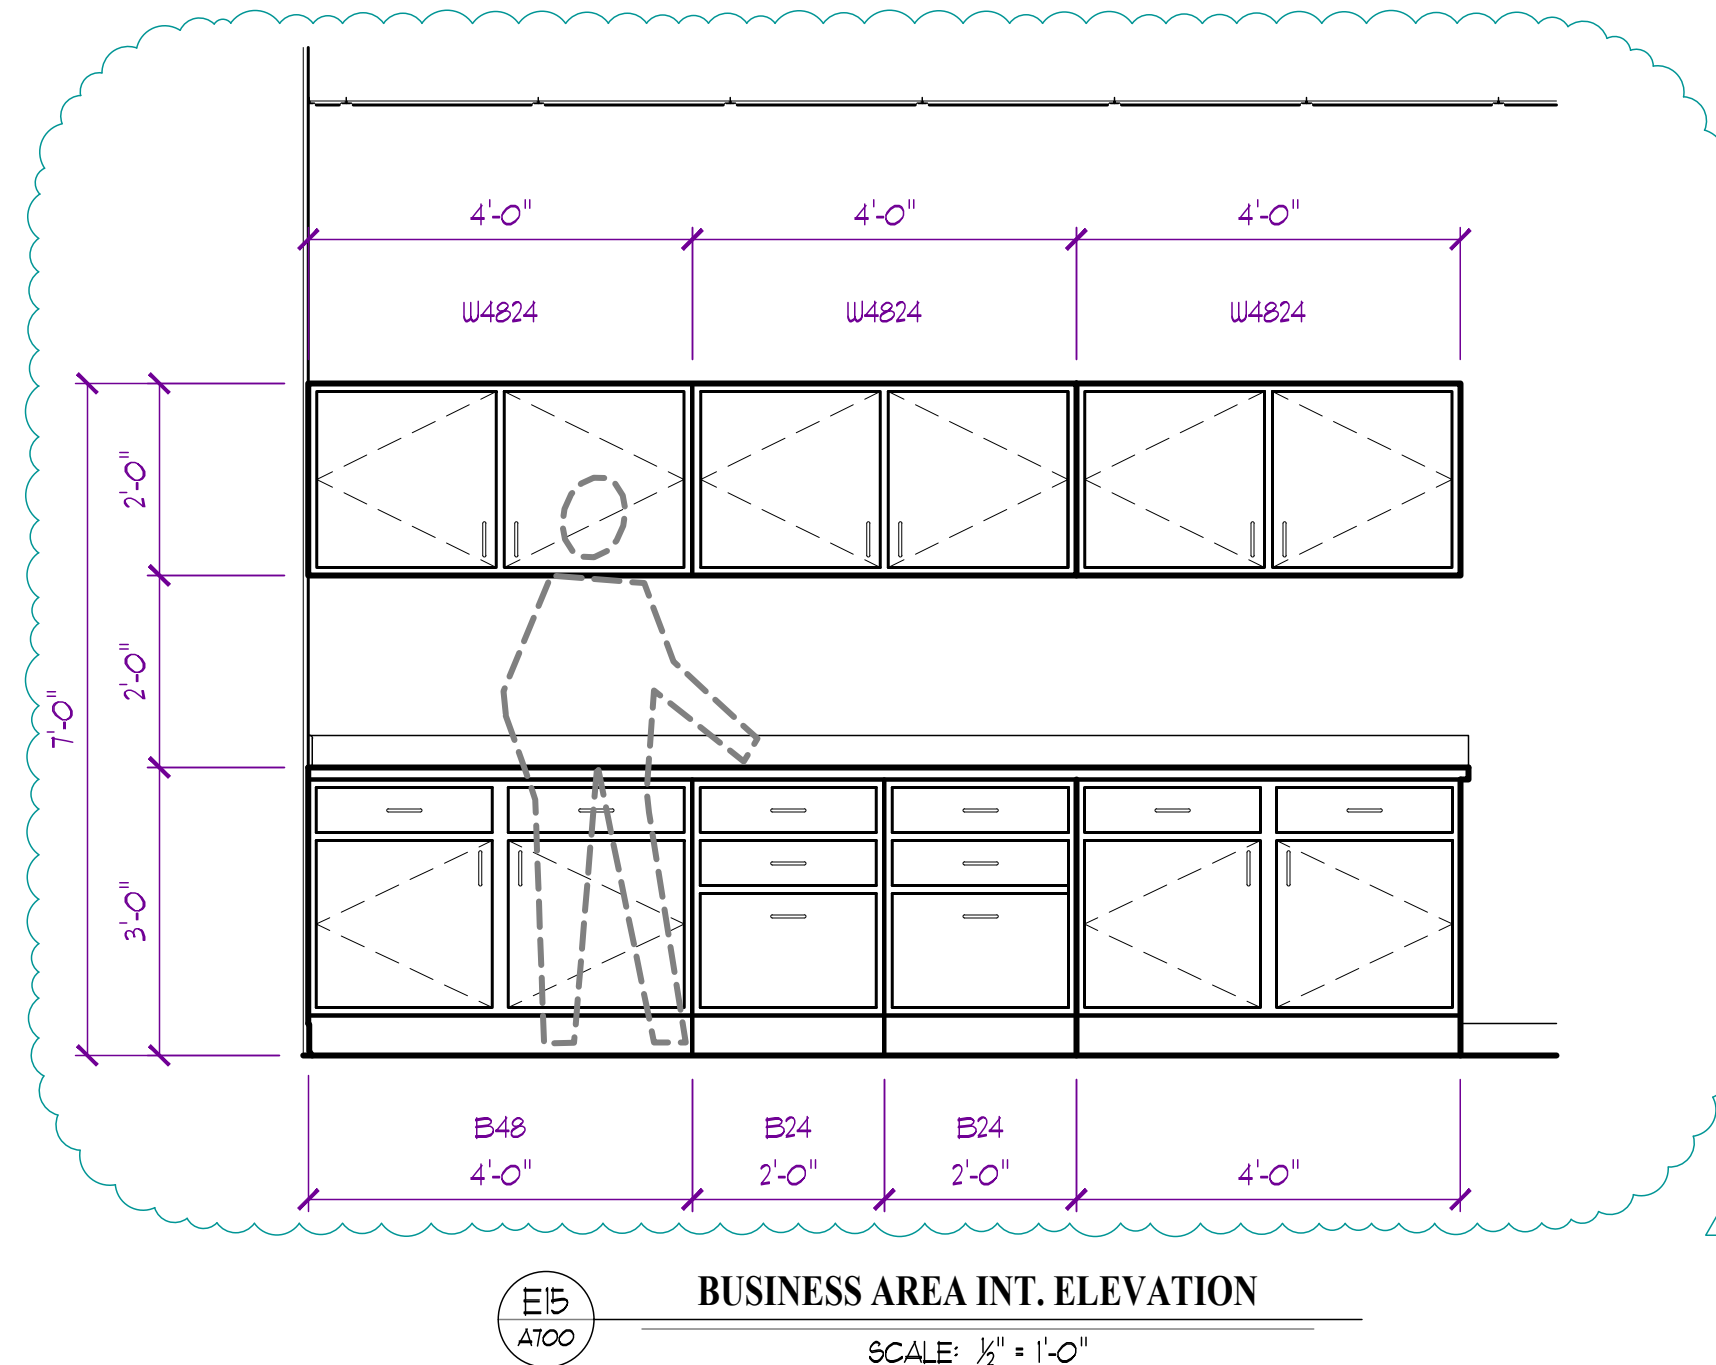 4'-0" 4'-0" 4'-0"
W4824 W4824 W4824
2'-0"
2'-0"
7'-0"
3'-0"
B48 B24 B24
4'-0" 2'-0" 2'-0" 4'-0"
E15
A700
BUSINESS AREA INT. ELEVATION
SCALE: ½" = 1'-0"